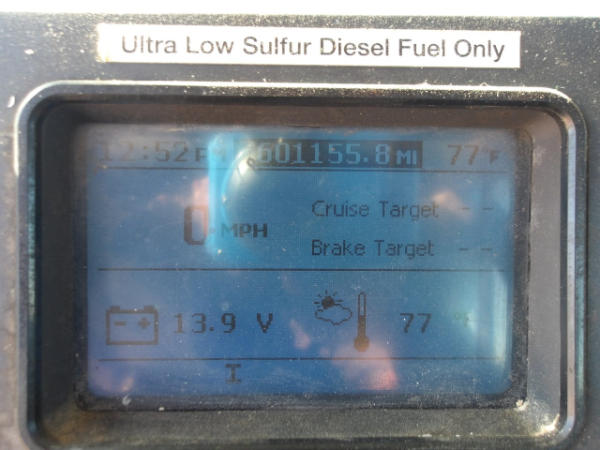 Ultra Low Sulfur Diesel Fuel Only
12:52 PM 601155.8 MI 77 F
Cruise Target - -
0 MPH
Brake Target - -
- + 13.9 V 77 °F
I